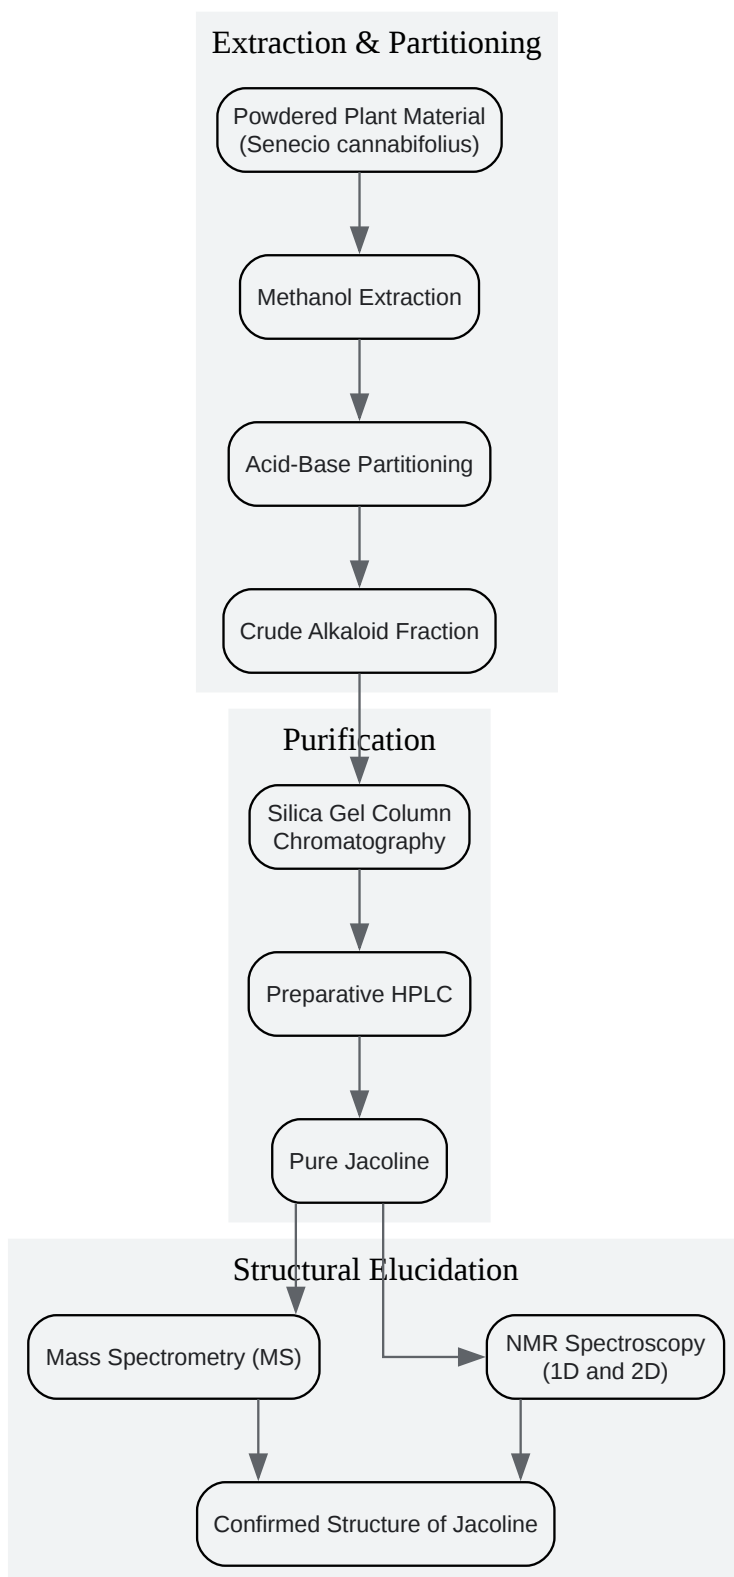 Extraction & Partitioning
Powdered Plant Material
(Senecio cannabifolius)
Methanol Extraction
Acid-Base Partitioning
Crude Alkaloid Fraction
Purification
Silica Gel Column
Chromatography
Preparative HPLC
Pure Jacoline
Structural Elucidation
Mass Spectrometry (MS)
NMR Spectroscopy
(1D and 2D)
Confirmed Structure of Jacoline